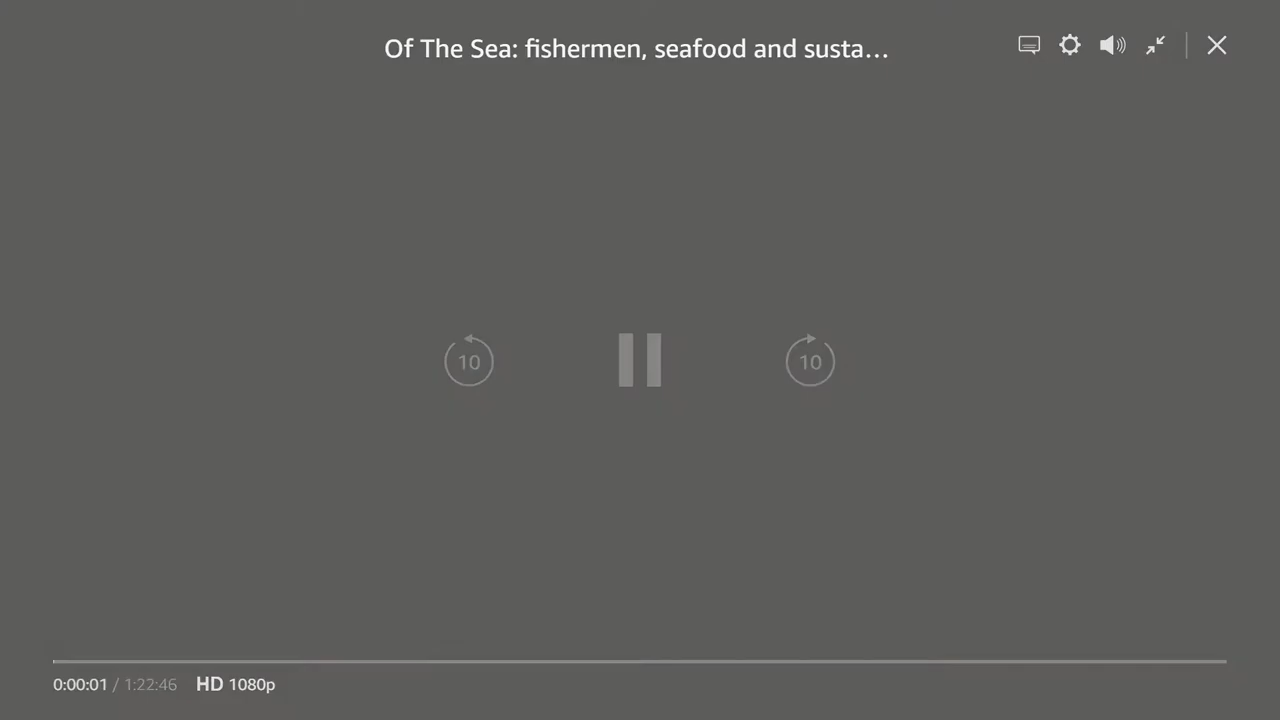 Of The Sea: fishermen, seafood and susta...
10
10
0:00:01 / 1:22:46 HD 1080p